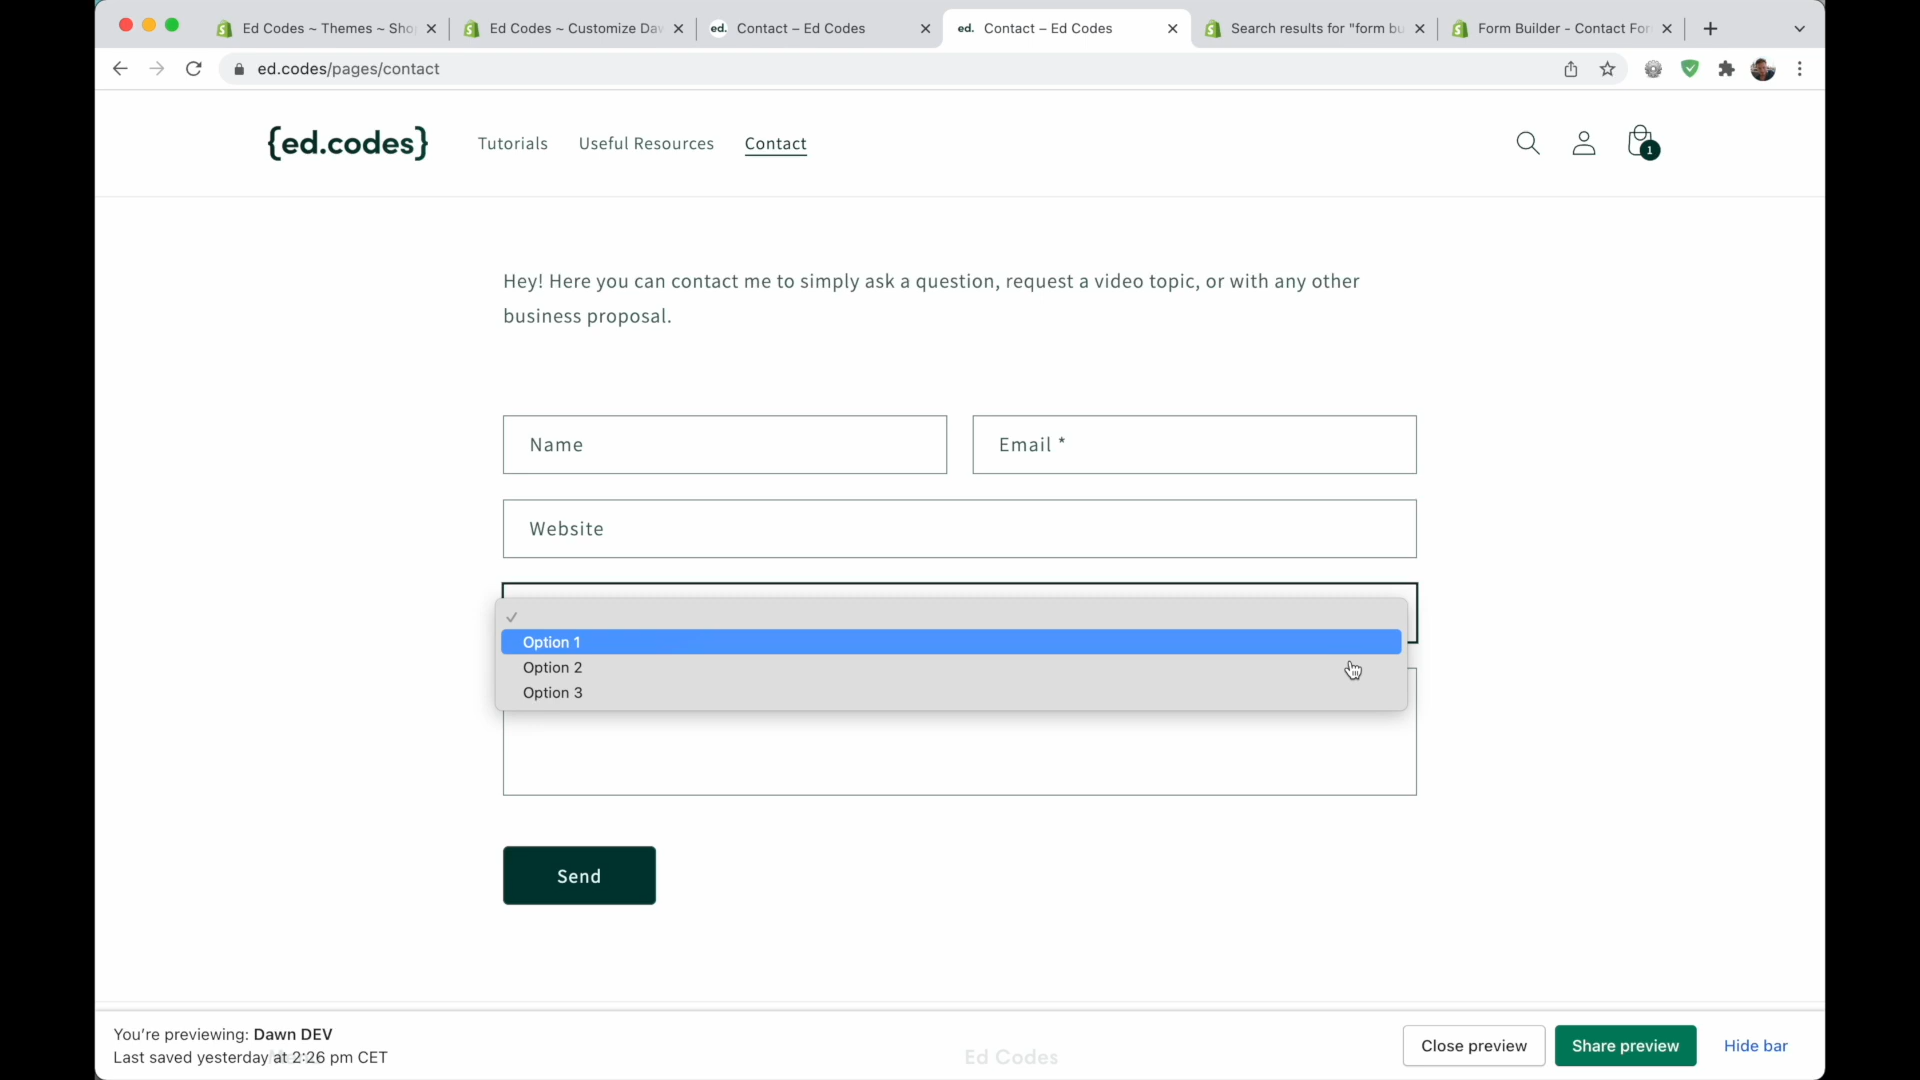 Ed Codes ~ Themes ~ Sho
Ed Codes ~ Customize Daw
ed. Contact – Ed Codes
ed. Contact – Ed Codes
Search results for "form bu
Form Builder - Contact For
ed.codes/pages/contact
{ed.codes}
Tutorials
Useful Resources
Contact
1
Hey! Here you can contact me to simply ask a question, request a video topic, or with any other
business proposal.
Name
Email *
Website
Option 1
Option 2
Option 3
Send
You're previewing: Dawn DEV
Last saved yesterday at 2:26 pm CET
Ed Codes
Close preview
Share preview
Hide bar